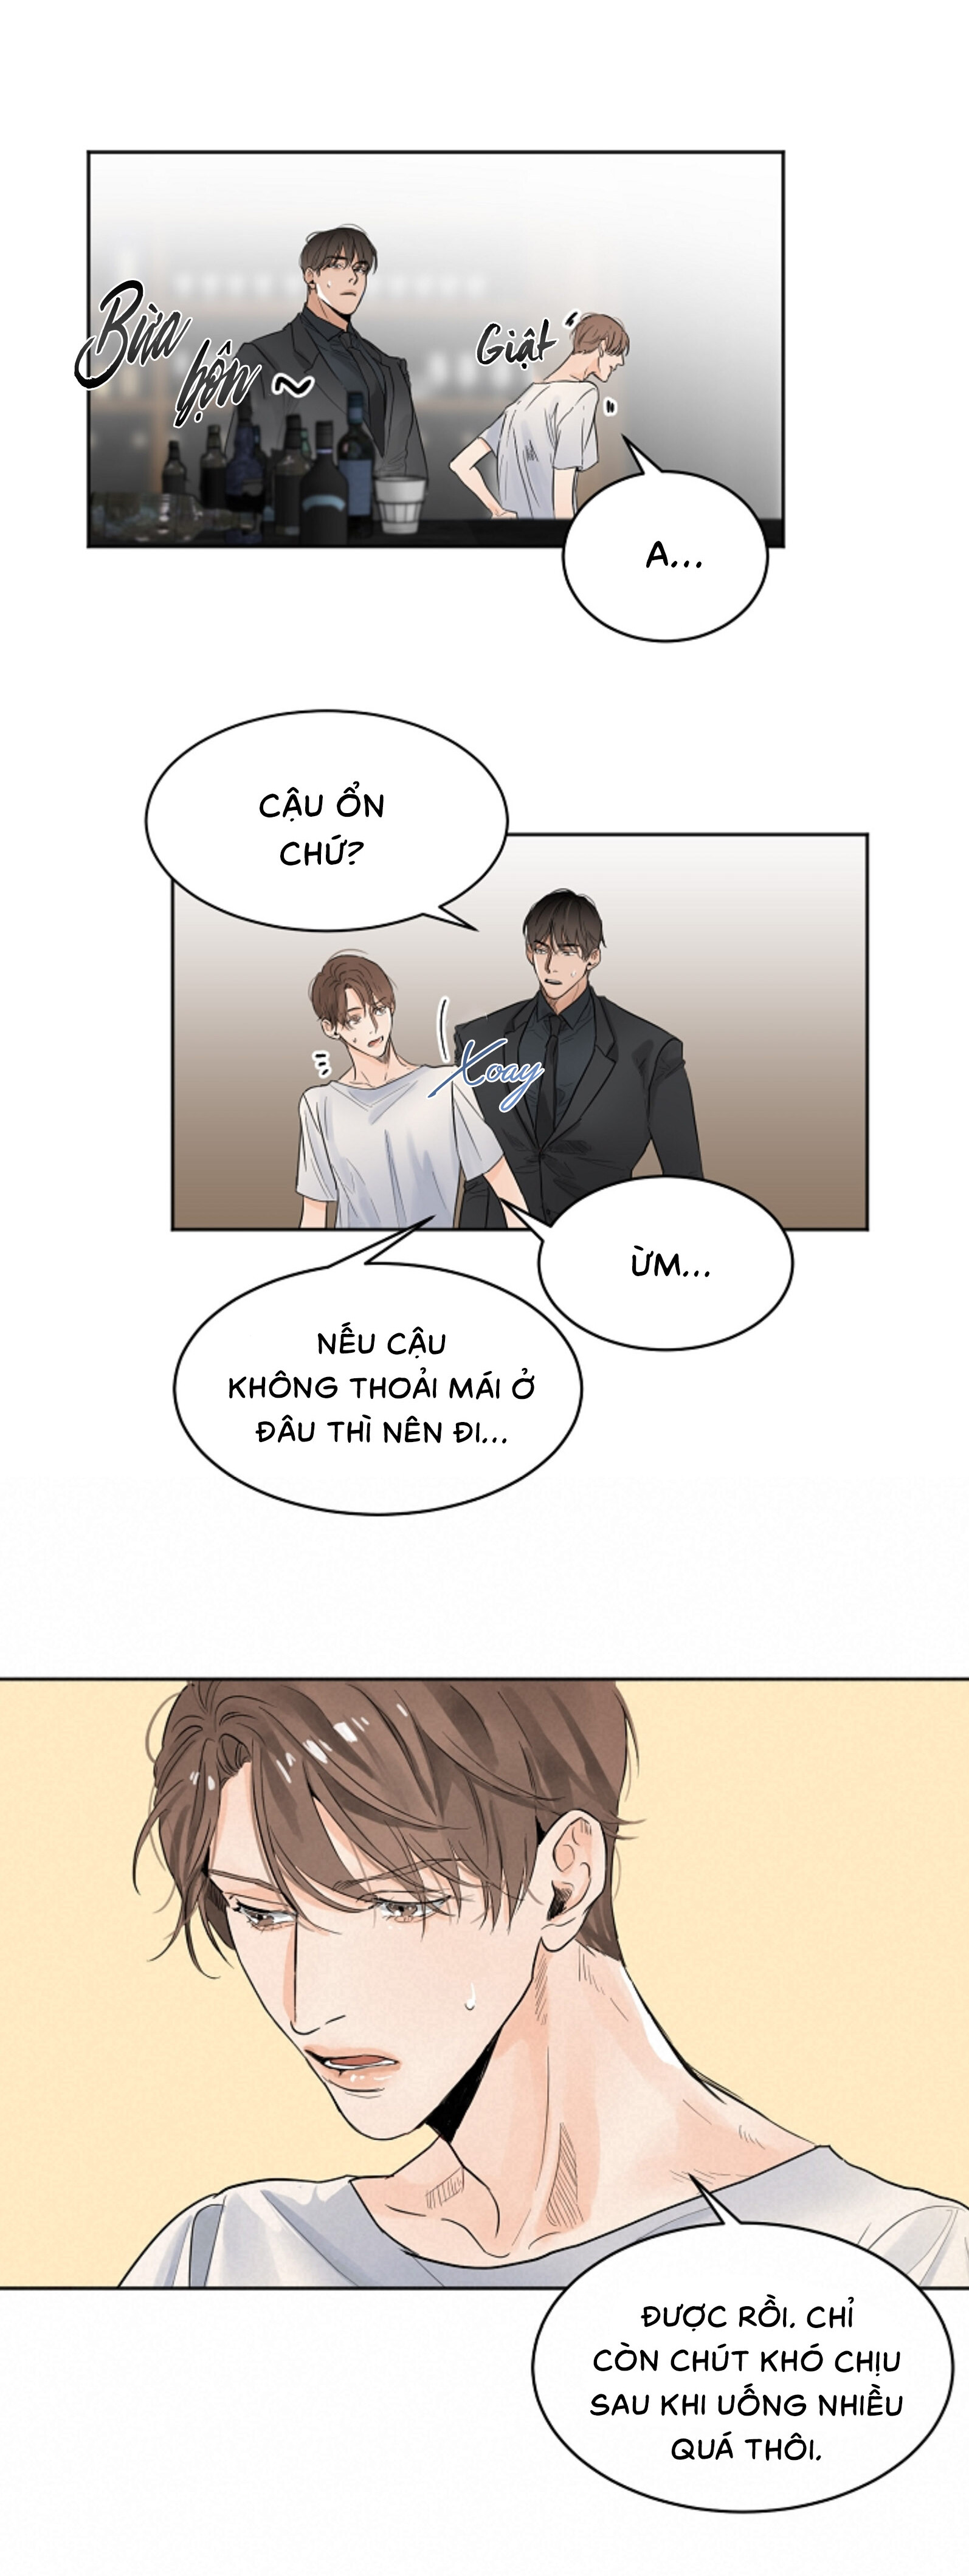 Bừa
bộn ~
Giật
A...
CẬU ỔN
CHỨ?
Xoay
ỪM...
NẾU CẬU
KHÔNG THOẢI MÁI Ở
ĐÂU THÌ NÊN ĐI...
ĐƯỢC RỒI. CHỈ
CÒN CHÚT KHÓ CHỊU
SAU KHI UỐNG NHIỀU
QUÁ THÔI.